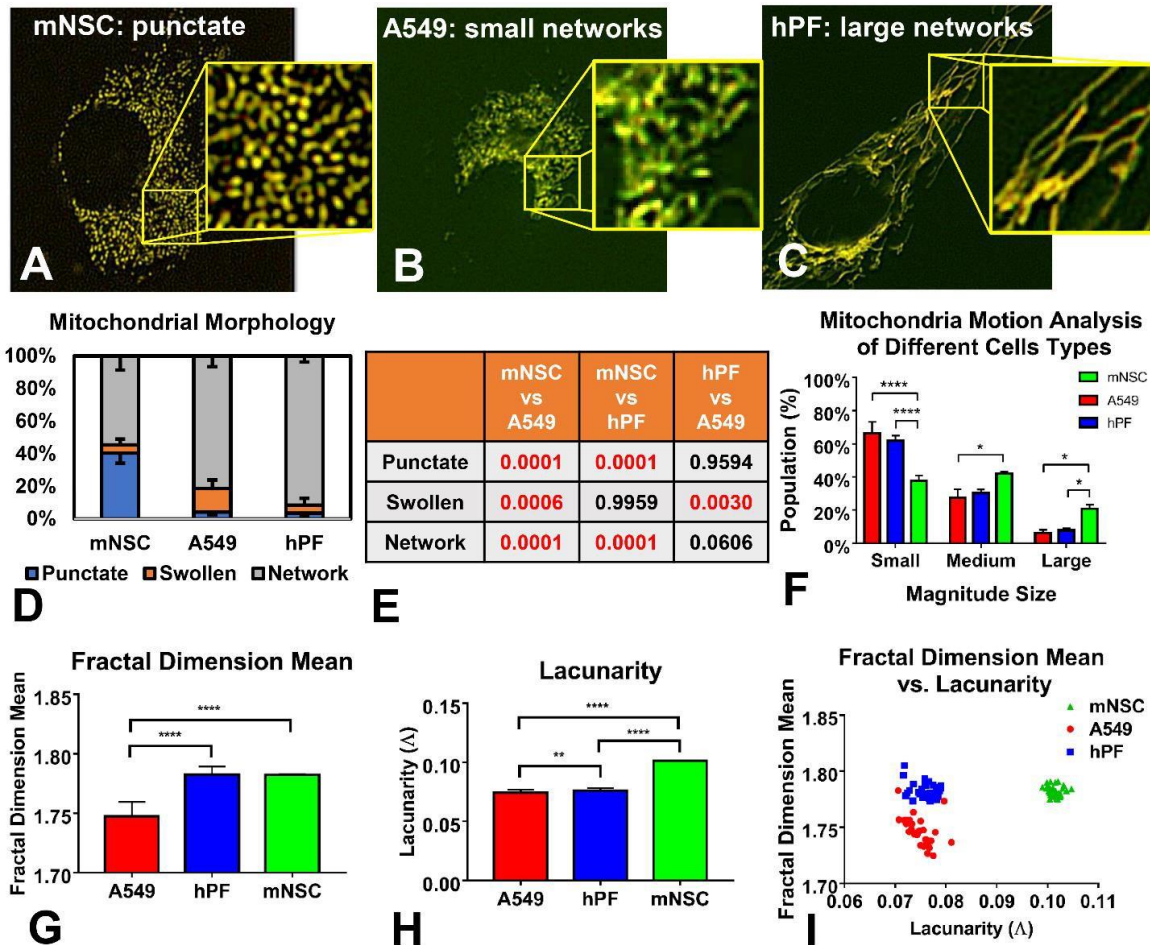 mNSC: punctate
A
A549: small networks
B
hPF: large networks
C
Mitochondrial Morphology
100%
80%
60%
40%
20%
0%
mNSC A549 hPF
Punctate Swollen Network
D
mNSC vs A549
mNSC vs hPF
hPF vs A549
Punctate 0.0001 0.0001 0.9594
Swollen 0.0006 0.9959 0.0030
Network 0.0001 0.0001 0.0606
E
Mitochondria Motion Analysis
of Different Cells Types
Population (%)
100%
80%
60%
40%
20%
0%
mNSC
A549
hPF
****
****
*
*
*
Small Medium Large
Magnitude Size
F
Fractal Dimension Mean
Fractal Dimension Mean
1.85
1.80
1.75
1.70
****
****
A549 hPF mNSC
G
Lacunarity
Lacunarity (Λ)
0.15
0.10
0.05
0.00
****
****
**
A549 hPF mNSC
H
Fractal Dimension Mean
vs. Lacunarity
mNSC
A549
hPF
Fractal Dimension Mean
1.85
1.80
1.75
1.70
0.06 0.07 0.08 0.09 0.10 0.11
Lacunarity (Λ)
I